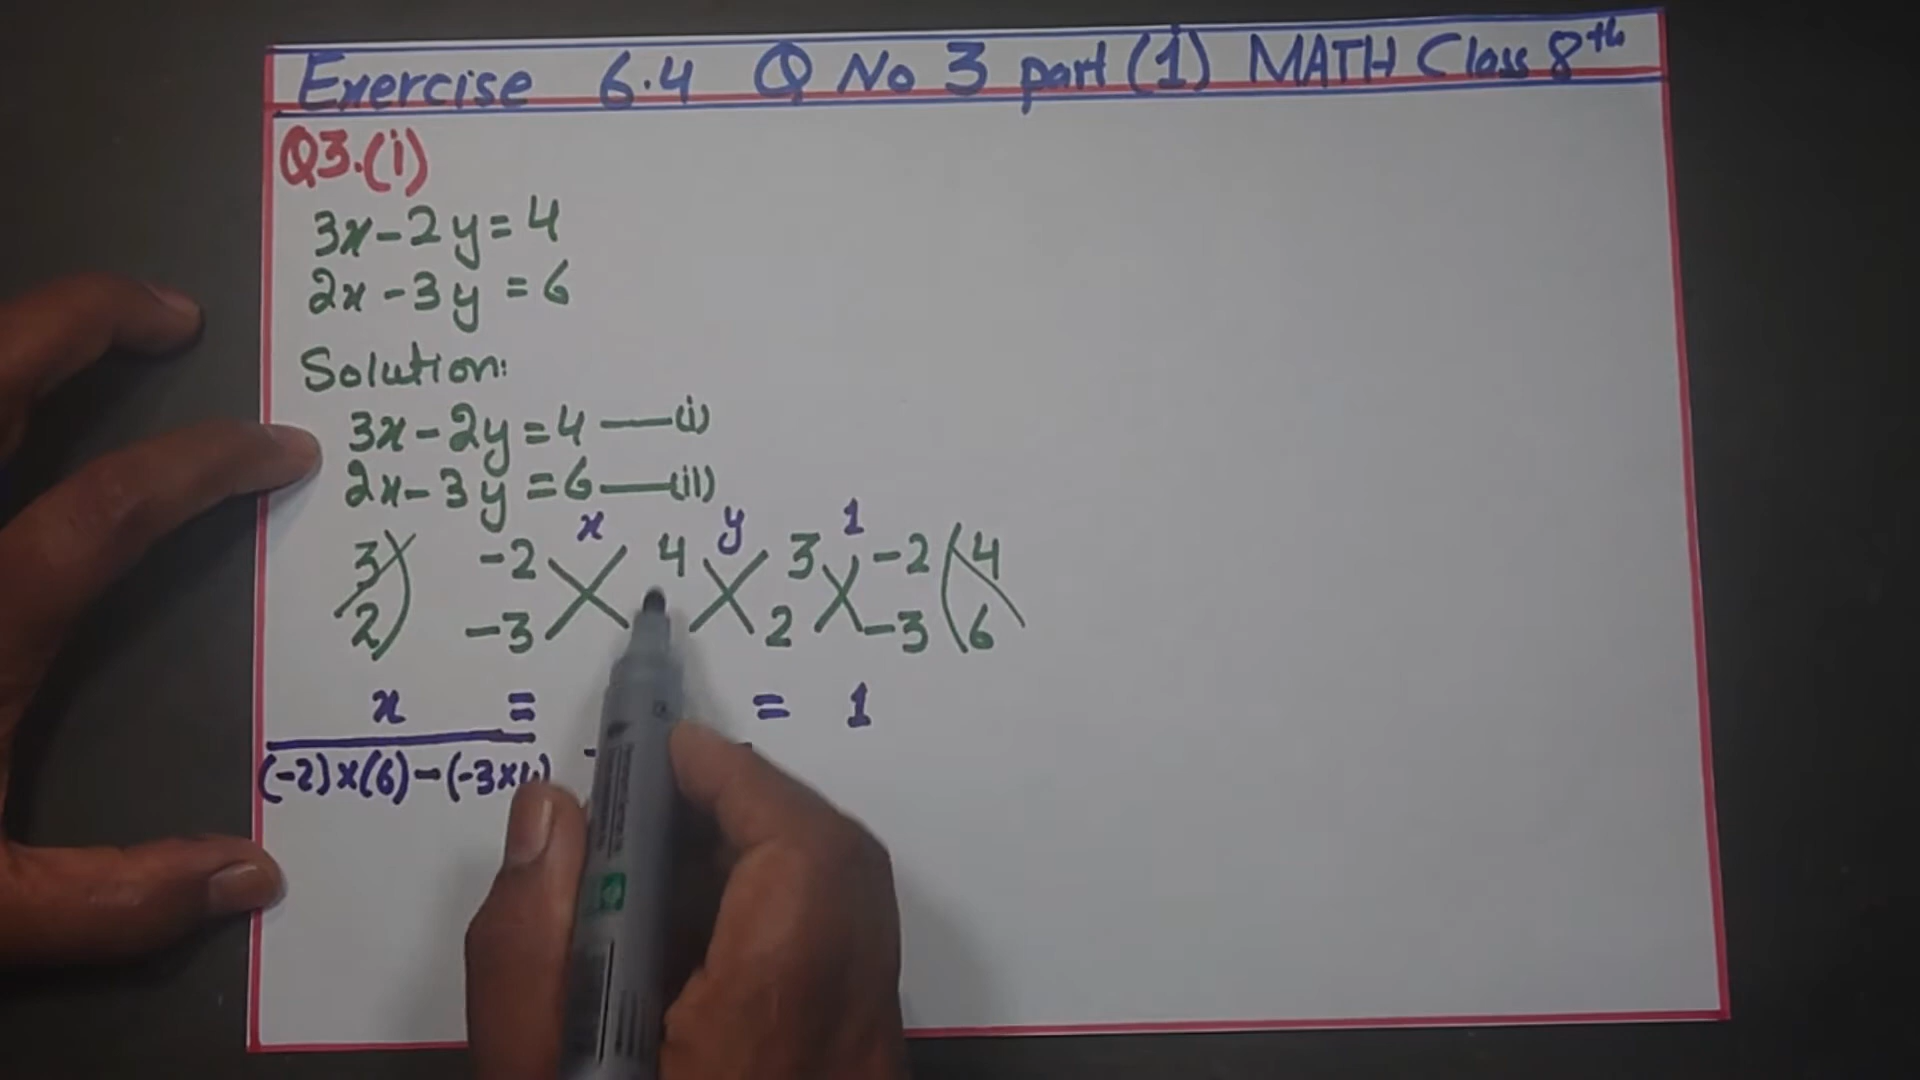 Exercise 6.4 Q No 3 part (1) MATH Class 8th
Q3.(i)
3x-2y=4
2x-3y=6
Solution:
3x-2y=4 —(i)
2x-3y=6 —(ii)
x y 1
3 -2 4 3 -2 4
2 -3 2 -3 6
x = = 1
(-2)x(6)-(-3x4)